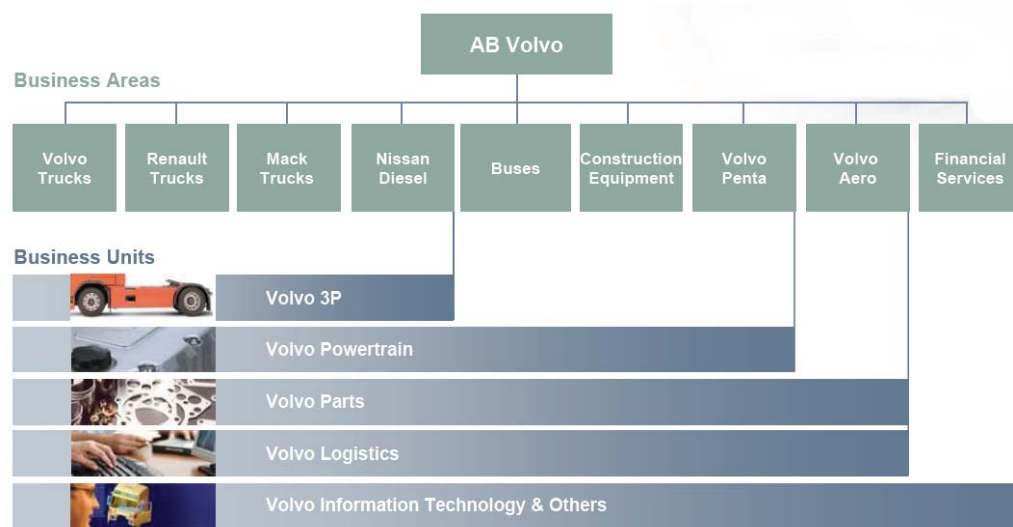 AB Volvo
Business Areas
Volvo
Trucks
Renault
Trucks
Mack
Trucks
Nissan
Diesel
Buses
Construction
Equipment
Volvo
Penta
Volvo
Aero
Financial
Services
Business Units
Volvo 3P
Volvo Powertrain
Volvo Parts
Volvo Logistics
Volvo Information Technology & Others